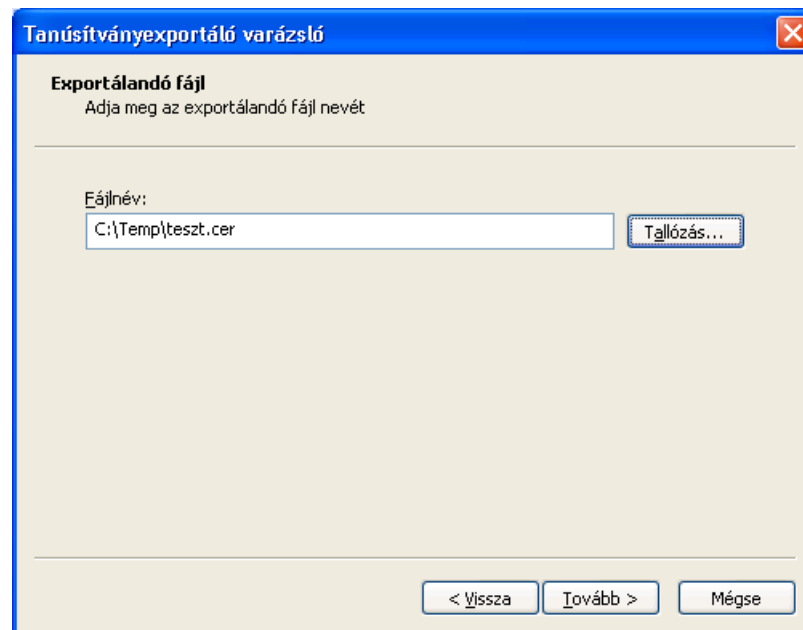 Tanúsítványexportáló varázsló
Exportálandó fájl
Adja meg az exportálandó fájl nevét
Fájlnév:
C:\Temp\teszt.cer
Tallózás...
< Vissza
Tovább >
Mégse